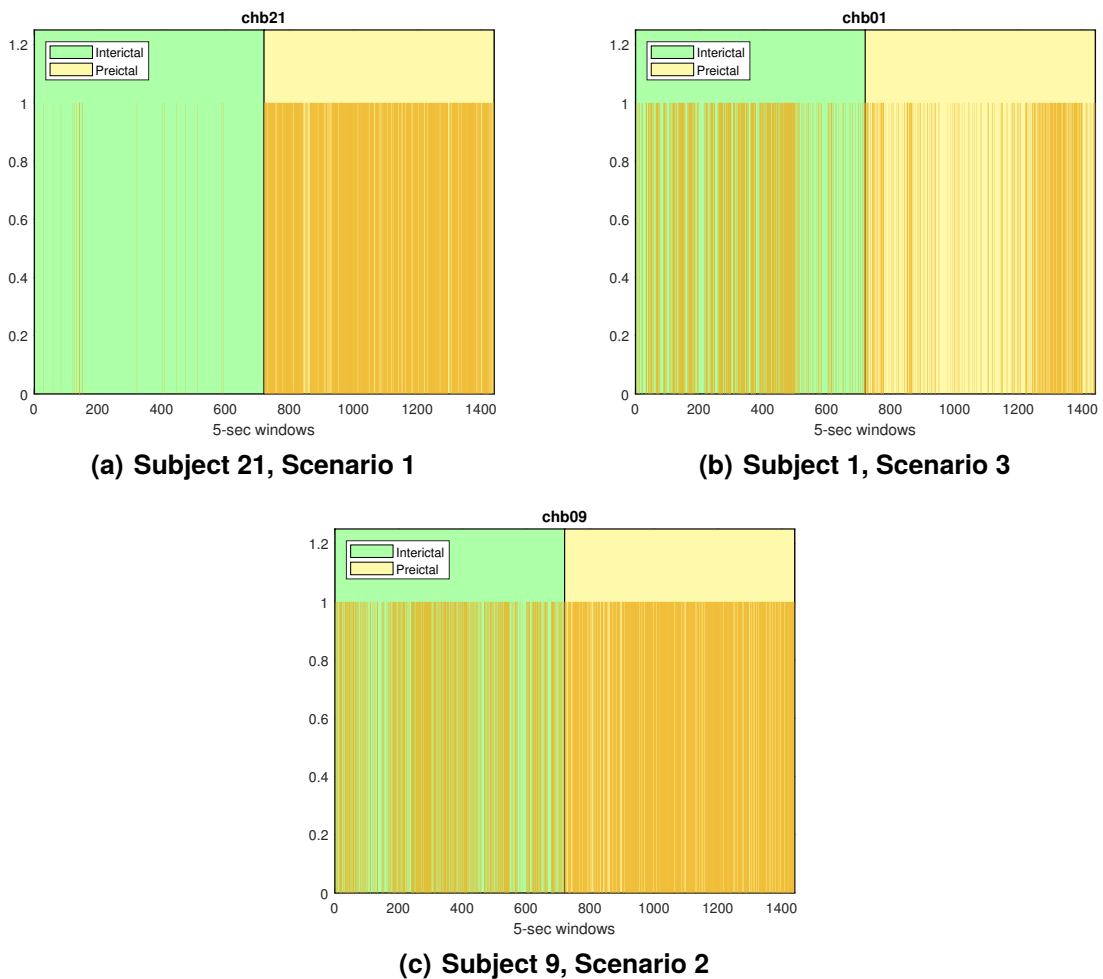 chb21
1.2
1
0.8
0.6
0.4
0.2
0
Interictal
Preictal
0 200 400 600 800 1000 1200 1400
5-sec windows
(a) Subject 21, Scenario 1
chb01
1.2
1
0.8
0.6
0.4
0.2
0
Interictal
Preictal
0 200 400 600 800 1000 1200 1400
5-sec windows
(b) Subject 1, Scenario 3
chb09
1.2
1
0.8
0.6
0.4
0.2
0
Interictal
Preictal
0 200 400 600 800 1000 1200 1400
5-sec windows
(c) Subject 9, Scenario 2